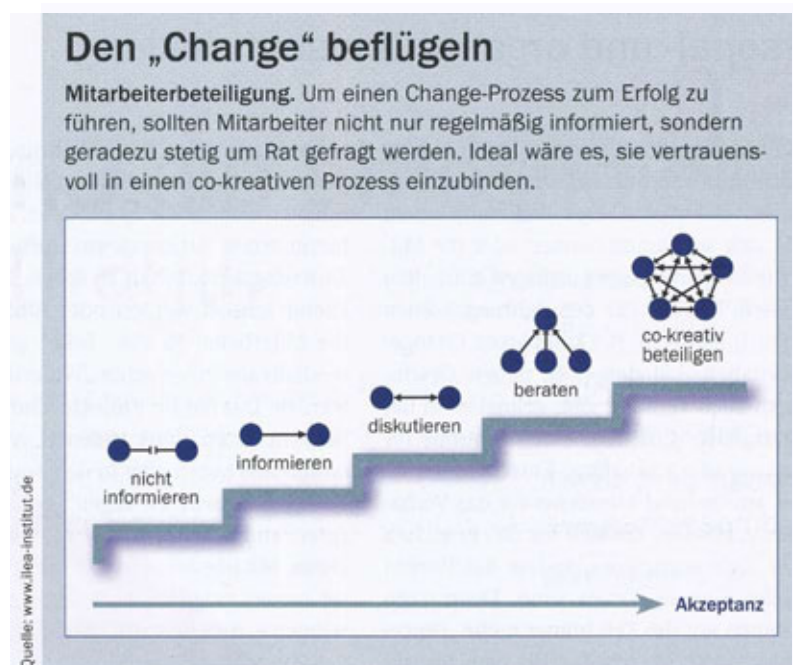 Den „Change“ beflügeln
Mitarbeiterbeteiligung. Um einen Change-Prozess zum Erfolg zu
führen, sollten Mitarbeiter nicht nur regelmäßig informiert, sondern
geradezu stetig um Rat gefragt werden. Ideal wäre es, sie vertrauens-
voll in einen co-kreativen Prozess einzubinden.
co-kreativ
beteiligen
beraten
diskutieren
informieren
nicht
informieren
Akzeptanz
Quelle: www.ilea-institut.de